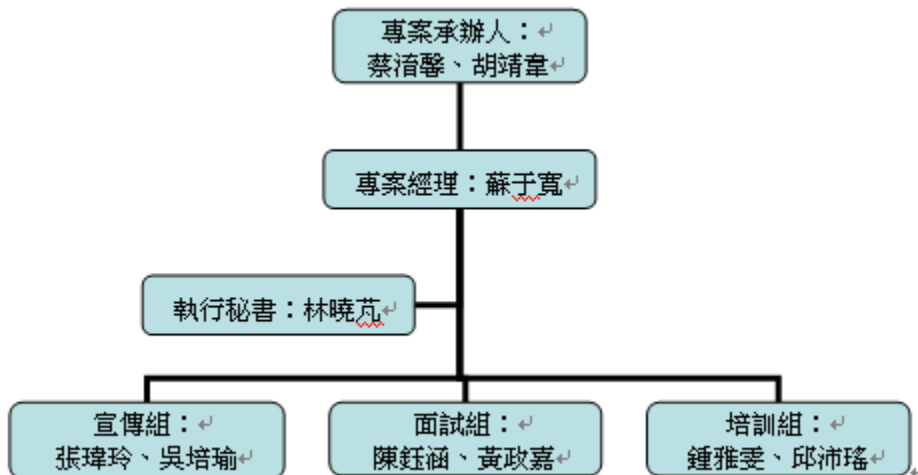 專案承辦人：
蔡淯馨、胡靖韋
專案經理：蘇于寬
執行秘書：林曉芃
宣傳組：
張瑋玲、吳培瑜
面試組：
陳鈺涵、黃政嘉
培訓組：
鍾雅雯、邱沛瑤